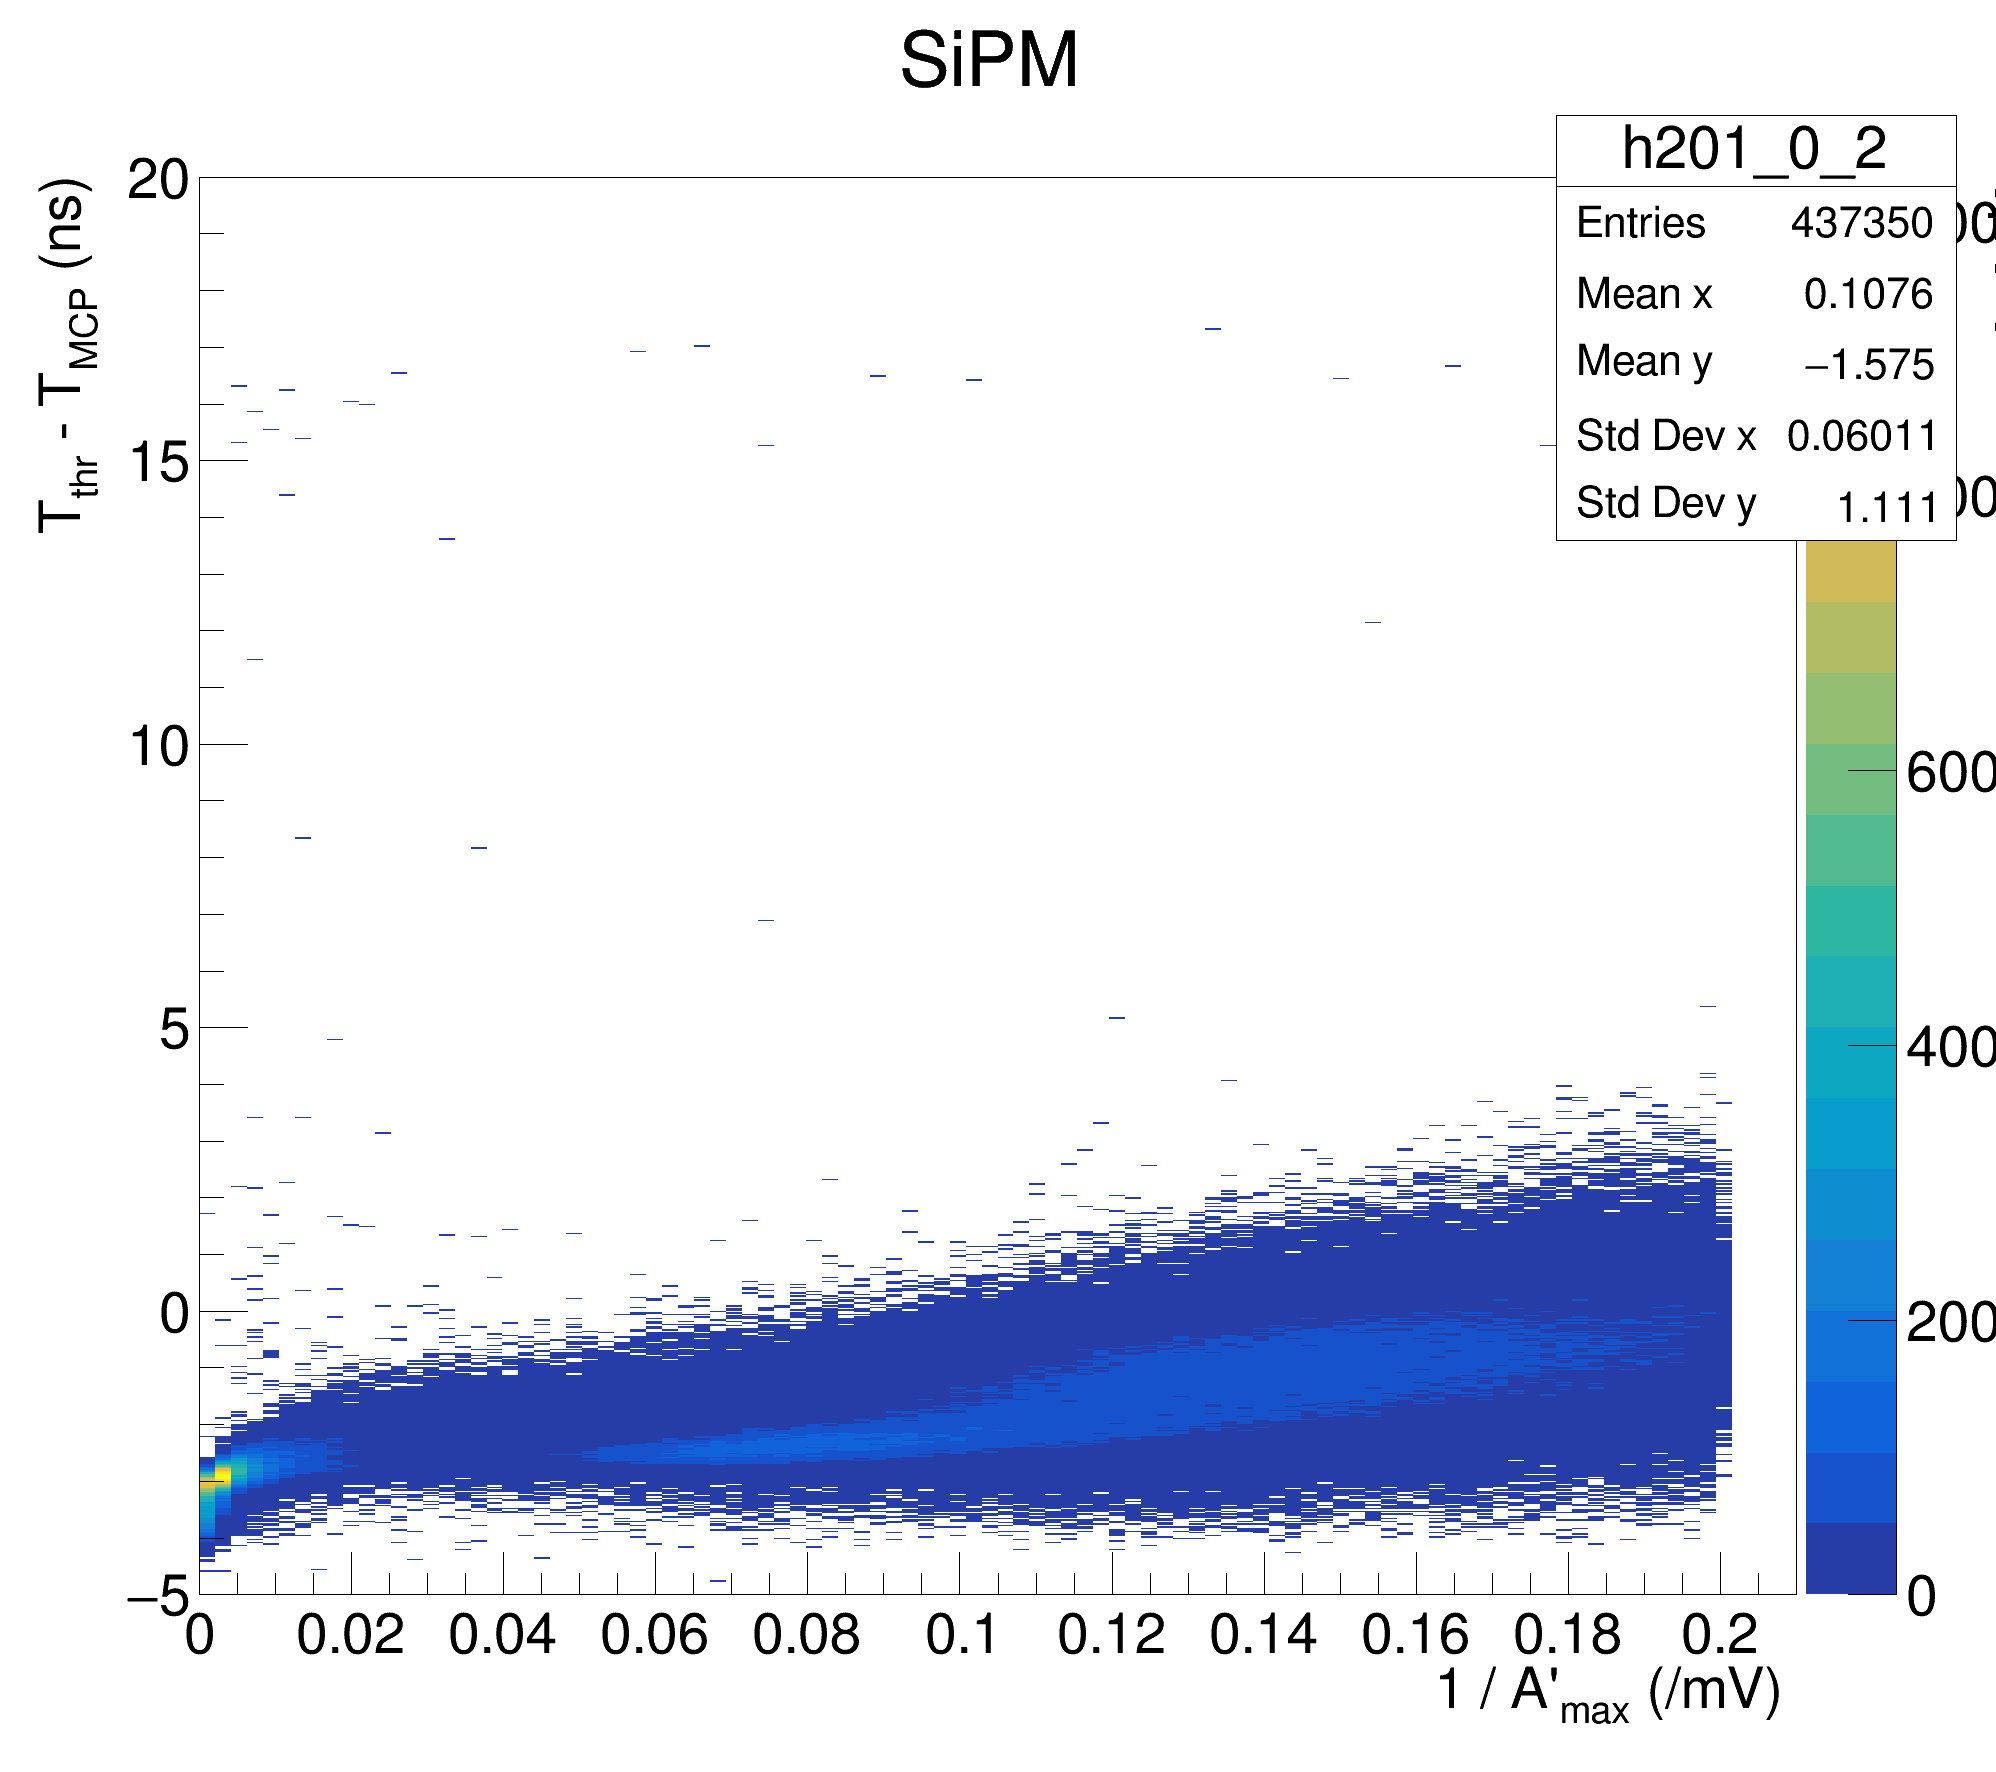 SiPM
h201_0_2
Entries 437350
Mean x 0.1076
Mean y −1.575
Std Dev x 0.06011
Std Dev y 1.111
T_thr - T_MCP (ns)
20
15
10
5
0
−5
0 0.02 0.04 0.06 0.08 0.1 0.12 0.14 0.16 0.18 0.2
1 / A'_max (/mV)
600
400
200
0